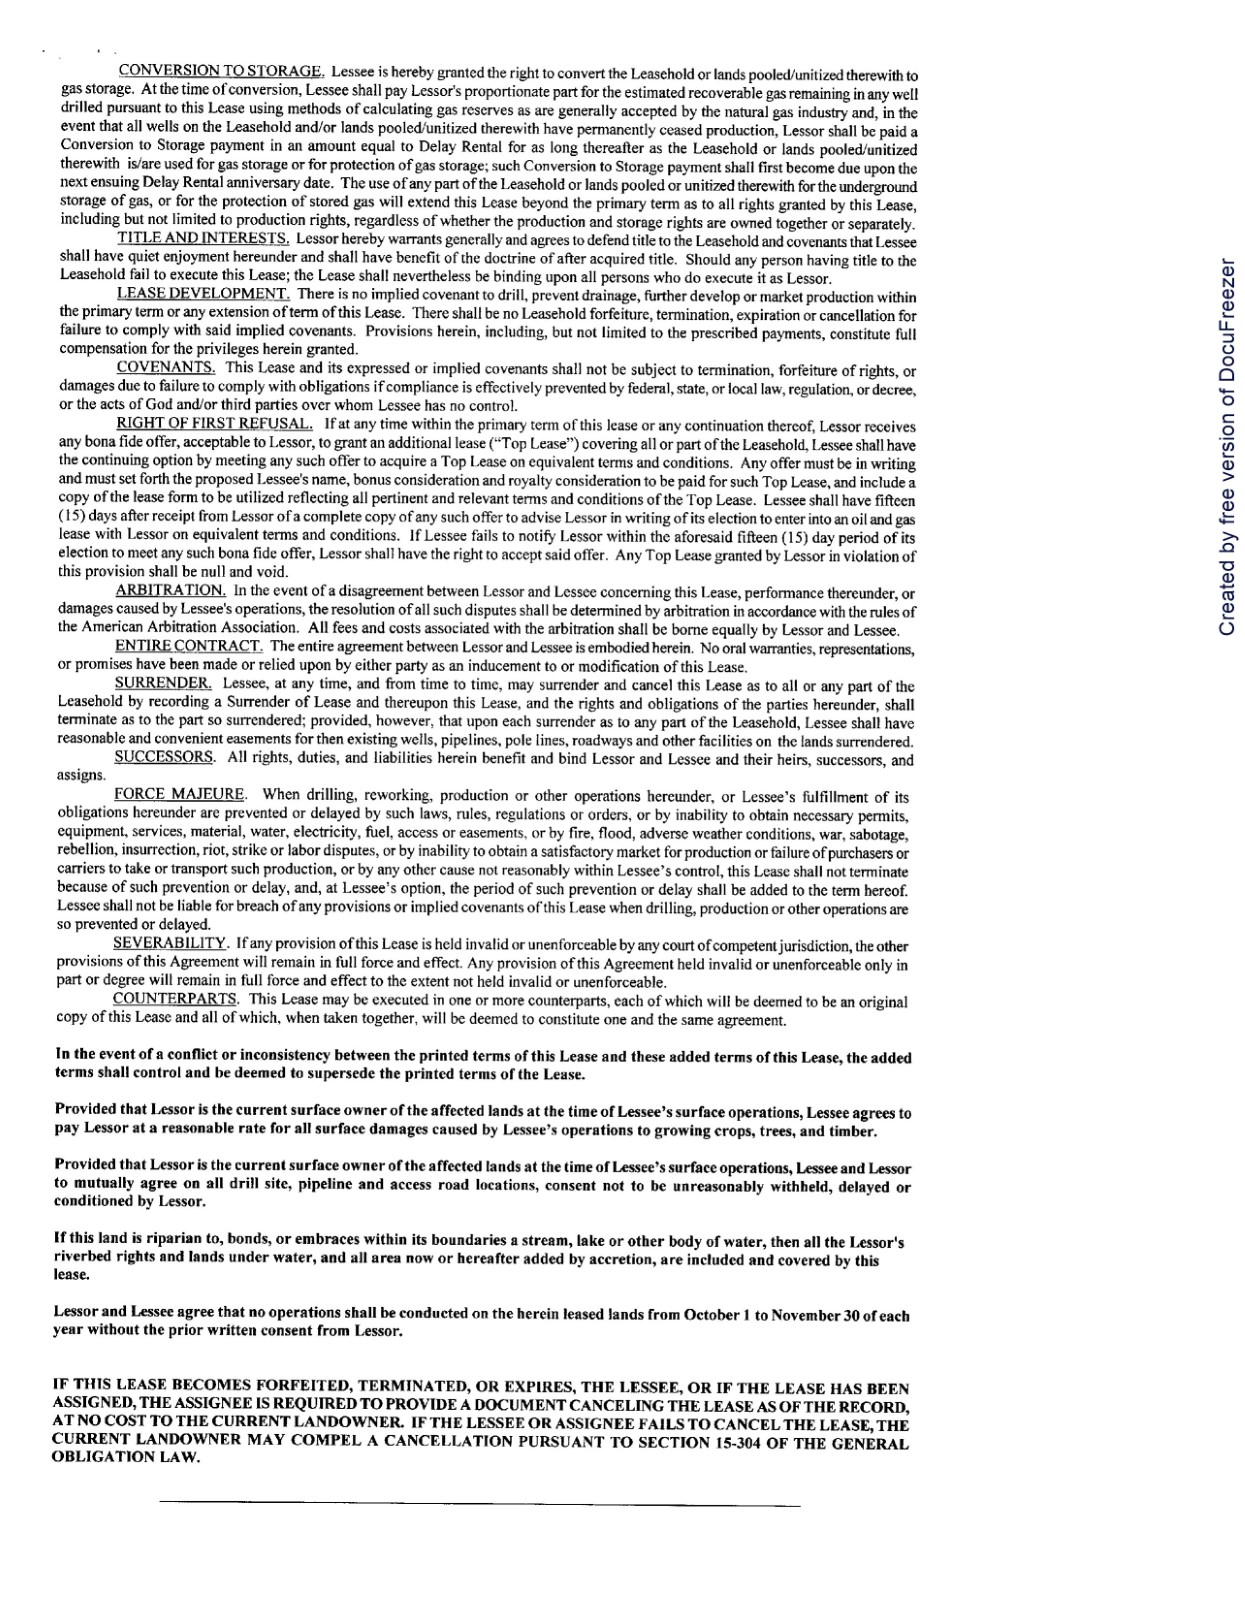 CONVERSION TO STORAGE. Lessee is hereby granted the right to convert the Leasehold or lands pooled/unitized therewith to
gas storage. At the time of conversion, Lessee shall pay Lessor's proportionate part for the estimated recoverable gas remaining in any well
drilled pursuant to this Lease using methods of calculating gas reserves as are generally accepted by the natural gas industry and, in the
event that all wells on the Leasehold and/or lands pooled/unitized therewith have permanently ceased production, Lessor shall be paid a
Conversion to Storage payment in an amount equal to Delay Rental for as long thereafter as the Leasehold or lands pooled/unitized
therewith is/are used for gas storage or for protection of gas storage; such Conversion to Storage payment shall first become due upon the
next ensuing Delay Rental anniversary date. The use of any part of the Leasehold or lands pooled or unitized therewith for the underground
storage of gas, or for the protection of stored gas will extend this Lease beyond the primary term as to all rights granted by this Lease,
including but not limited to production rights, regardless of whether the production and storage rights are owned together or separately.
TITLE AND INTERESTS. Lessor hereby warrants generally and agrees to defend title to the Leasehold and covenants that Lessee
shall have quiet enjoyment hereunder and shall have benefit of the doctrine of after acquired title. Should any person having title to the
Leasehold fail to execute this Lease; the Lease shall nevertheless be binding upon all persons who do execute it as Lessor.
LEASE DEVELOPMENT. There is no implied covenant to drill, prevent drainage, further develop or market production within
the primary term or any extension of term of this Lease. There shall be no Leasehold forfeiture, termination, expiration or cancellation for
failure to comply with said implied covenants. Provisions herein, including, but not limited to the prescribed payments, constitute full
compensation for the privileges herein granted.
COVENANTS. This Lease and its expressed or implied covenants shall not be subject to termination, forfeiture of rights, or
damages due to failure to comply with obligations if compliance is effectively prevented by federal, state, or local law, regulation, or decree,
or the acts of God and/or third parties over whom Lessee has no control.
RIGHT OF FIRST REFUSAL. If at any time within the primary term of this lease or any continuation thereof, Lessor receives
any bona fide offer, acceptable to Lessor, to grant an additional lease ("Top Lease") covering all or part of the Leasehold, Lessee shall have
the continuing option by meeting any such offer to acquire a Top Lease on equivalent terms and conditions. Any offer must be in writing
and must set forth the proposed Lessee's name, bonus consideration and royalty consideration to be paid for such Top Lease, and include a
copy of the lease form to be utilized reflecting all pertinent and relevant terms and conditions of the Top Lease. Lessee shall have fifteen
(15) days after receipt from Lessor of a complete copy of any such offer to advise Lessor in writing of its election to enter into an oil and gas
lease with Lessor on equivalent terms and conditions. If Lessee fails to notify Lessor within the aforesaid fifteen (15) day period of its
election to meet any such bona fide offer, Lessor shall have the right to accept said offer. Any Top Lease granted by Lessor in violation of
this provision shall be null and void.
ARBITRATION. In the event of a disagreement between Lessor and Lessee concerning this Lease, performance thereunder, or
damages caused by Lessee's operations, the resolution of all such disputes shall be determined by arbitration in accordance with the rules of
the American Arbitration Association. All fees and costs associated with the arbitration shall be borne equally by Lessor and Lessee.
ENTIRE CONTRACT. The entire agreement between Lessor and Lessee is embodied herein. No oral warranties, representations,
or promises have been made or relied upon by either party as an inducement to or modification of this Lease.
SURRENDER. Lessee, at any time, and from time to time, may surrender and cancel this Lease as to all or any part of the
Leasehold by recording a Surrender of Lease and thereupon this Lease, and the rights and obligations of the parties hereunder, shall
terminate as to the part so surrendered; provided, however, that upon each surrender as to any part of the Leasehold, Lessee shall have
reasonable and convenient easements for then existing wells, pipelines, pole lines, roadways and other facilities on the lands surrendered.
SUCCESSORS. All rights, duties, and liabilities herein benefit and bind Lessor and Lessee and their heirs, successors, and
assigns.
FORCE MAJEURE. When drilling, reworking, production or other operations hereunder, or Lessee's fulfillment of its
obligations hereunder are prevented or delayed by such laws, rules, regulations or orders, or by inability to obtain necessary permits,
equipment, services, material, water, electricity, fuel, access or easements, or by fire, flood, adverse weather conditions, war, sabotage,
rebellion, insurrection, riot, strike or labor disputes, or by inability to obtain a satisfactory market for production or failure of purchasers or
carriers to take or transport such production, or by any other cause not reasonably within Lessee's control, this Lease shall not terminate
because of such prevention or delay, and, at Lessee's option, the period of such prevention or delay shall be added to the term hereof.
Lessee shall not be liable for breach of any provisions or implied covenants of this Lease when drilling, production or other operations are
so prevented or delayed.
SEVERABILITY. If any provision of this Lease is held invalid or unenforceable by any court of competent jurisdiction, the other
provisions of this Agreement will remain in full force and effect. Any provision of this Agreement held invalid or unenforceable only in
part or degree will remain in full force and effect to the extent not held invalid or unenforceable.
COUNTERPARTS. This Lease may be executed in one or more counterparts, each of which will be deemed to be an original
copy of this Lease and all of which, when taken together, will be deemed to constitute one and the same agreement.
In the event of a conflict or inconsistency between the printed terms of this Lease and these added terms of this Lease, the added
terms shall control and be deemed to supersede the printed terms of the Lease.
Provided that Lessor is the current surface owner of the affected lands at the time of Lessee's surface operations, Lessee agrees to
pay Lessor at a reasonable rate for all surface damages caused by Lessee's operations to growing crops, trees, and timber.
Provided that Lessor is the current surface owner of the affected lands at the time of Lessee's surface operations, Lessee and Lessor
to mutually agree on all drill site, pipeline and access road locations, consent not to be unreasonably withheld, delayed or
conditioned by Lessor.
If this land is riparian to, bonds, or embraces within its boundaries a stream, lake or other body of water, then all the Lessor's
riverbed rights and lands under water, and all area now or hereafter added by accretion, are included and covered by this
lease.
Lessor and Lessee agree that no operations shall be conducted on the herein leased lands from October 1 to November 30 of each
year without the prior written consent from Lessor.
IF THIS LEASE BECOMES FORFEITED, TERMINATED, OR EXPIRES, THE LESSEE, OR IF THE LEASE HAS BEEN
ASSIGNED, THE ASSIGNEE IS REQUIRED TO PROVIDE A DOCUMENT CANCELING THE LEASE AS OF THE RECORD,
AT NO COST TO THE CURRENT LANDOWNER. IF THE LESSEE OR ASSIGNEE FAILS TO CANCEL THE LEASE, THE
CURRENT LANDOWNER MAY COMPEL A CANCELLATION PURSUANT TO SECTION 15-304 OF THE GENERAL
OBLIGATION LAW.
Created by free version of DocuFreezer